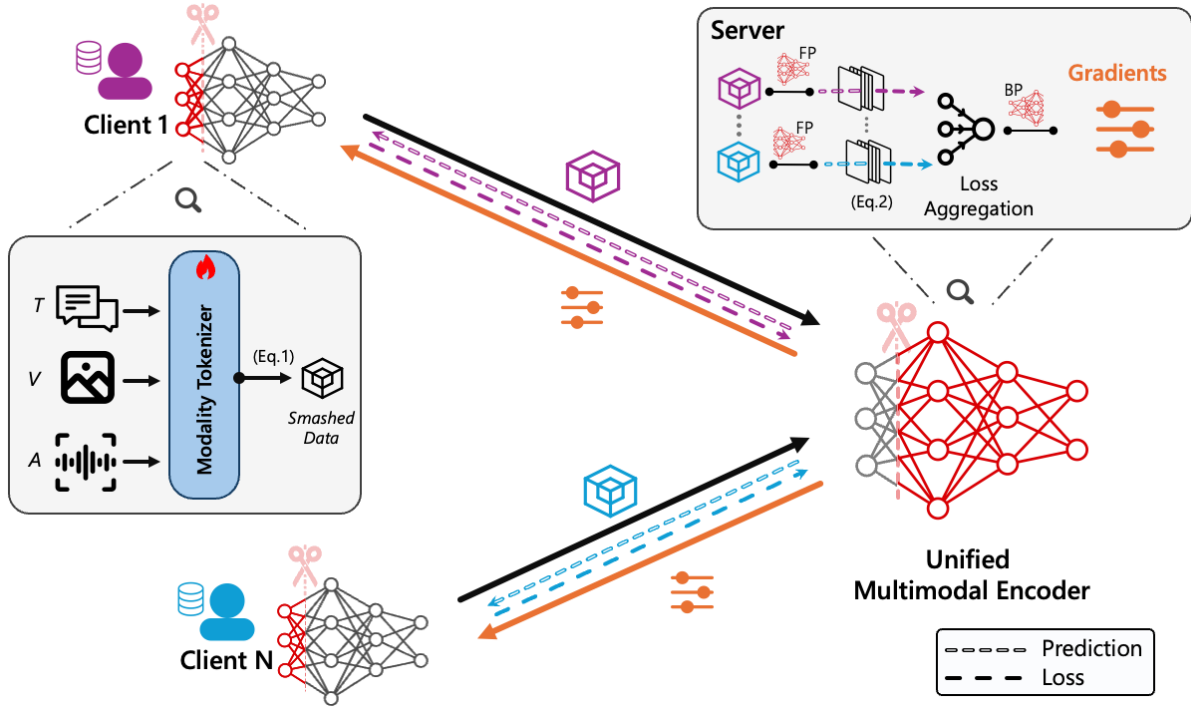 Client 1
T
V
A
Modality Tokenizer
(Eq.1)
Smashed
Data
Client N
Server
FP
FP
(Eq.2)
Loss
Aggregation
BP
Gradients
Unified
Multimodal Encoder
Prediction
Loss